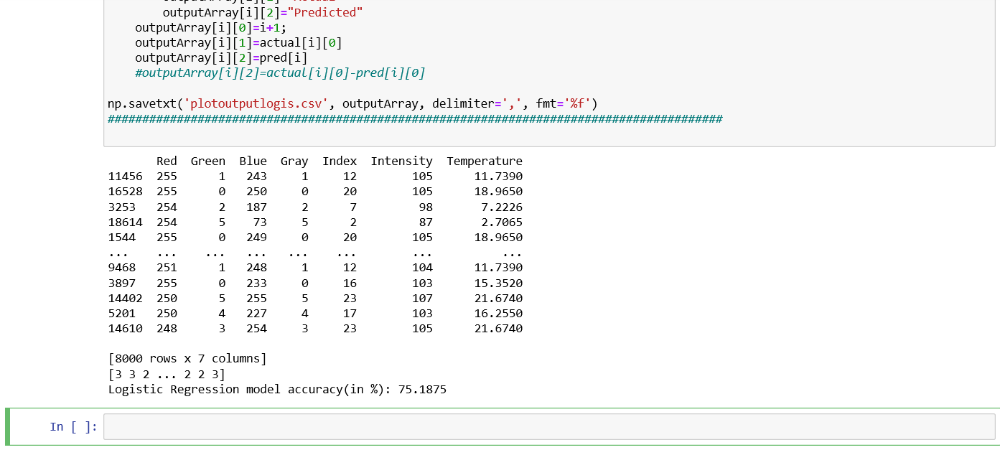 outputArray[i][2]="Predicted"
outputArray[i][0]=i+1;
outputArray[i][1]=actual[i][0]
outputArray[i][2]=pred[i]
#outputArray[i][2]=actual[i][0]-pred[i][0]
np.savetxt('plotoutputlogis.csv', outputArray, delimiter=',', fmt='%f')
#########################################################################################
Red Green Blue Gray Index Intensity Temperature
11456 255 1 243 1 12 105 11.7390
16528 255 0 250 0 20 105 18.9650
3253 254 2 187 2 7 98 7.2226
18614 254 5 73 5 2 87 2.7065
1544 255 0 249 0 20 105 18.9650
... ... ... ... ... ... ... ...
9468 251 1 248 1 12 104 11.7390
3897 255 0 233 0 16 103 15.3520
14402 250 5 255 5 23 107 21.6740
5201 250 4 227 4 17 103 16.2550
14610 248 3 254 3 23 105 21.6740
[8000 rows x 7 columns]
[3 3 2 ... 2 2 3]
Logistic Regression model accuracy(in %): 75.1875
In [ ]: